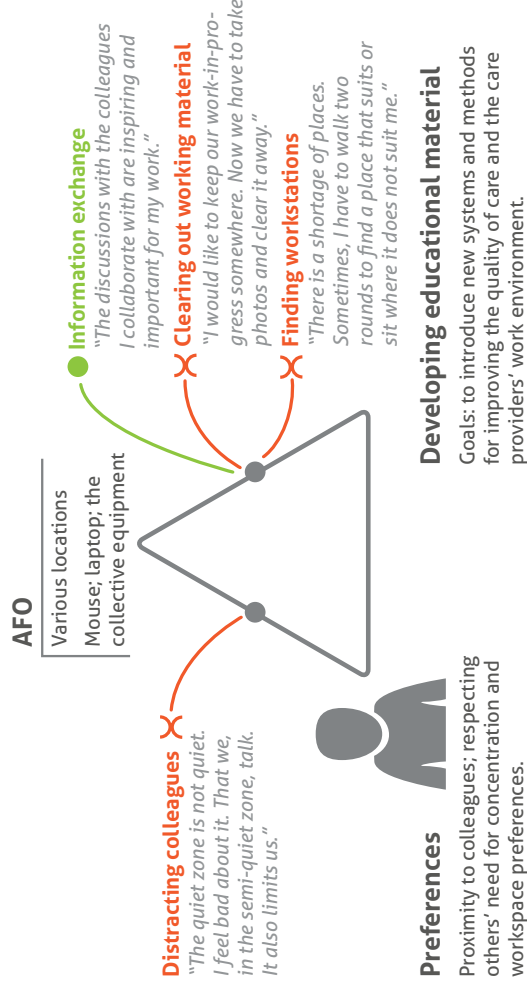 AFO
Various locations
Mouse; laptop; the
collective equipment
Distracting colleagues
“The quiet zone is not quiet.
I feel bad about it. That we,
in the semi-quiet zone, talk.
It also limits us.”
Information exchange
“The discussions with the colleagues
I collaborate with are inspiring and
important for my work.”
Clearing out working material
“I would like to keep our work-in-pro-
gress somewhere. Now we have to take
photos and clear it away.”
Finding workstations
“There is a shortage of places.
Sometimes, I have to walk two
rounds to find a place that suits or
sit where it does not suit me.”
Preferences
Proximity to colleagues; respecting
others’ need for concentration and
workspace preferences.
Developing educational material
Goals: to introduce new systems and methods
for improving the quality of care and the care
providers’ work environment.